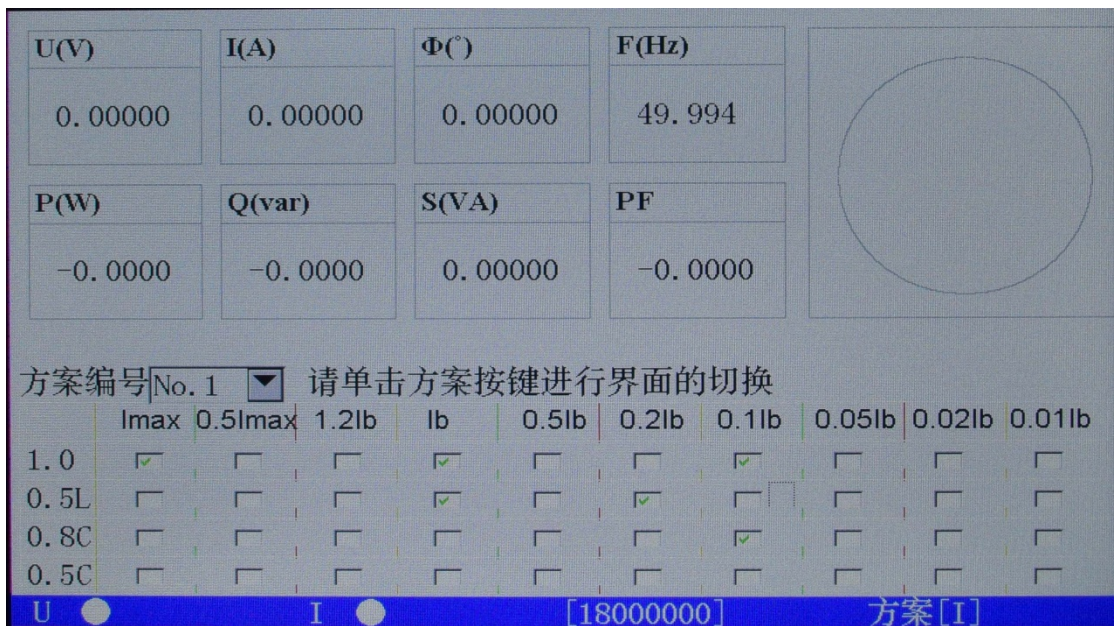 U(V) I(A) Φ(°) F(Hz)
0.00000 0.00000 0.00000 49.994
P(W) Q(var) S(VA) PF
-0.0000 -0.0000 0.00000 -0.0000
方案编号 No.1 请单击方案按键进行界面的切换
Imax 0.5Imax 1.2Ib Ib 0.5Ib 0.2Ib 0.1Ib 0.05Ib 0.02Ib 0.01Ib
1.0
0.5L
0.8C
0.5C
U I [18000000] 方案[I]